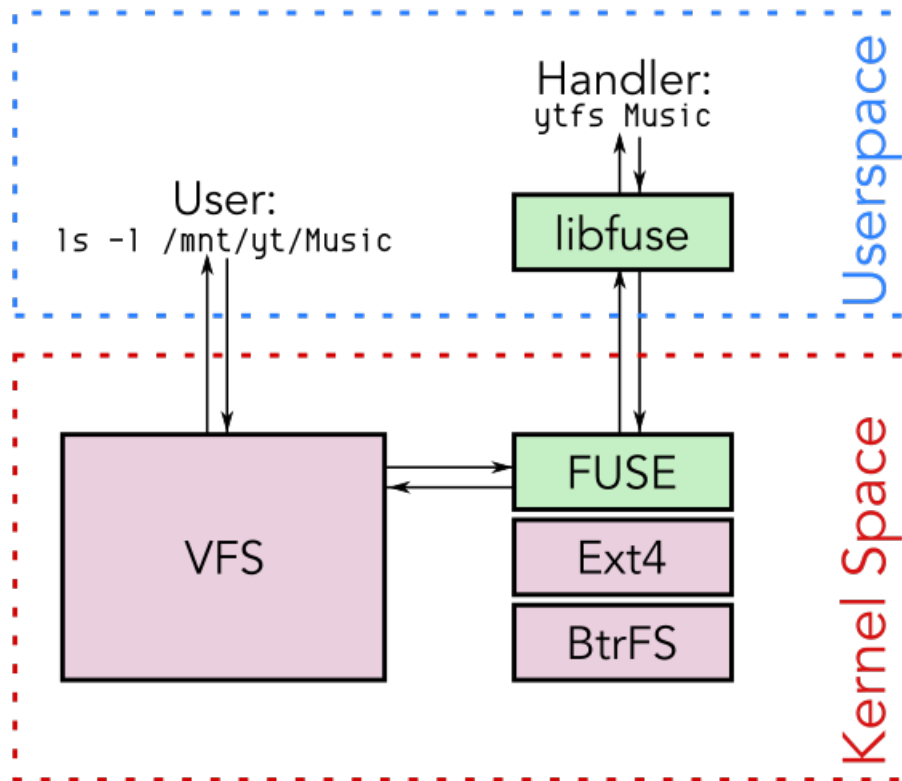 Handler:
ytfs Music
User:
ls -l /mnt/yt/Music
libfuse
Userspace
VFS
FUSE
Ext4
BtrFS
Kernel Space